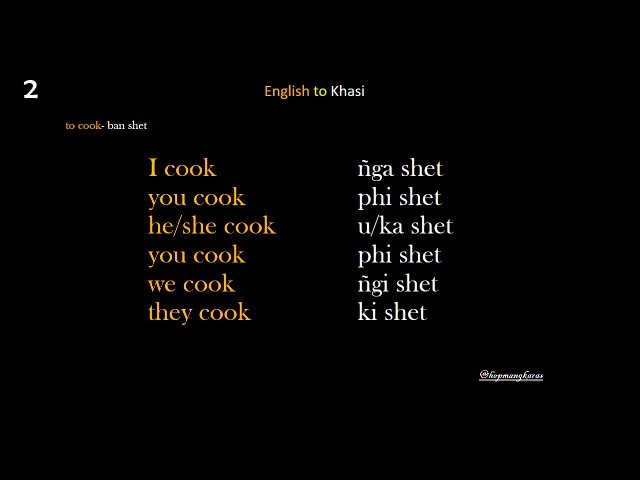 2
English to Khasi
to cook- ban shet
I cook ñga shet
you cook phi shet
he/she cook u/ka shet
you cook phi shet
we cook ñgi shet
they cook ki shet
@hopmangkaras